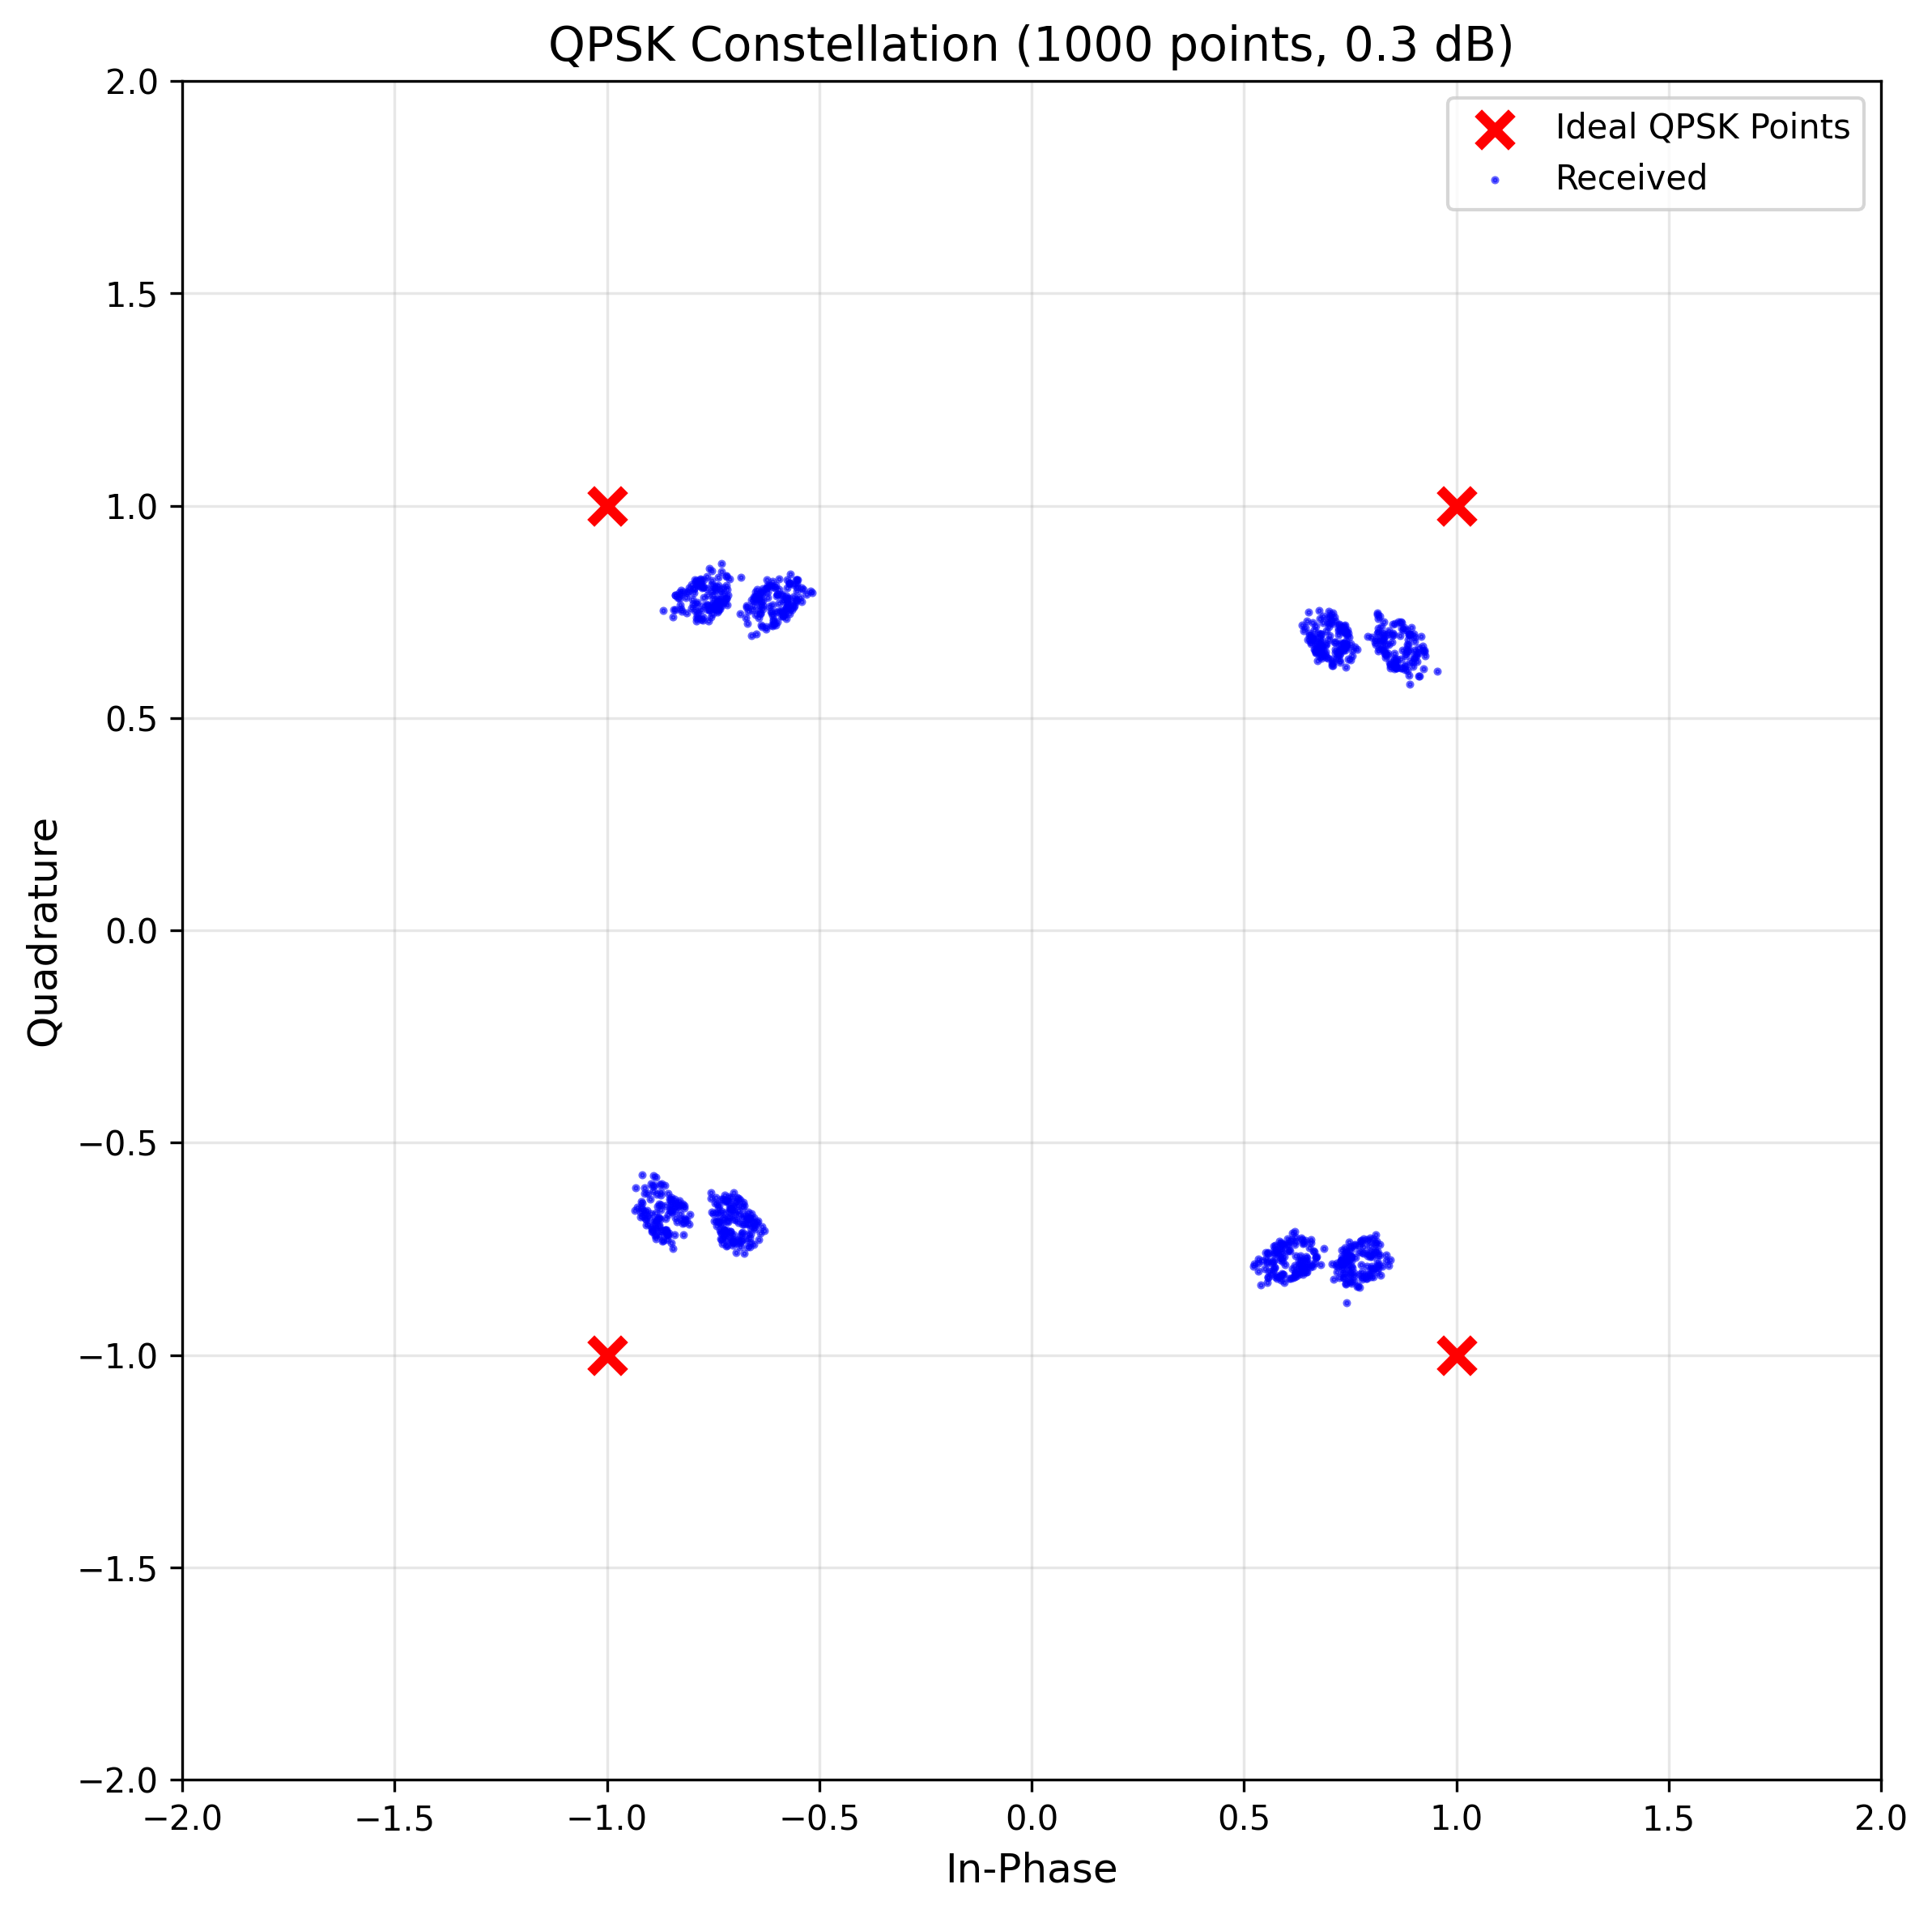 QPSK Constellation (1000 points, 0.3 dB)
Ideal QPSK Points
Received
2.0
1.5
1.0
0.5
0.0
−0.5
−1.0
−1.5
−2.0
Quadrature
−2.0 −1.5 −1.0 −0.5 0.0 0.5 1.0 1.5 2.0
In-Phase